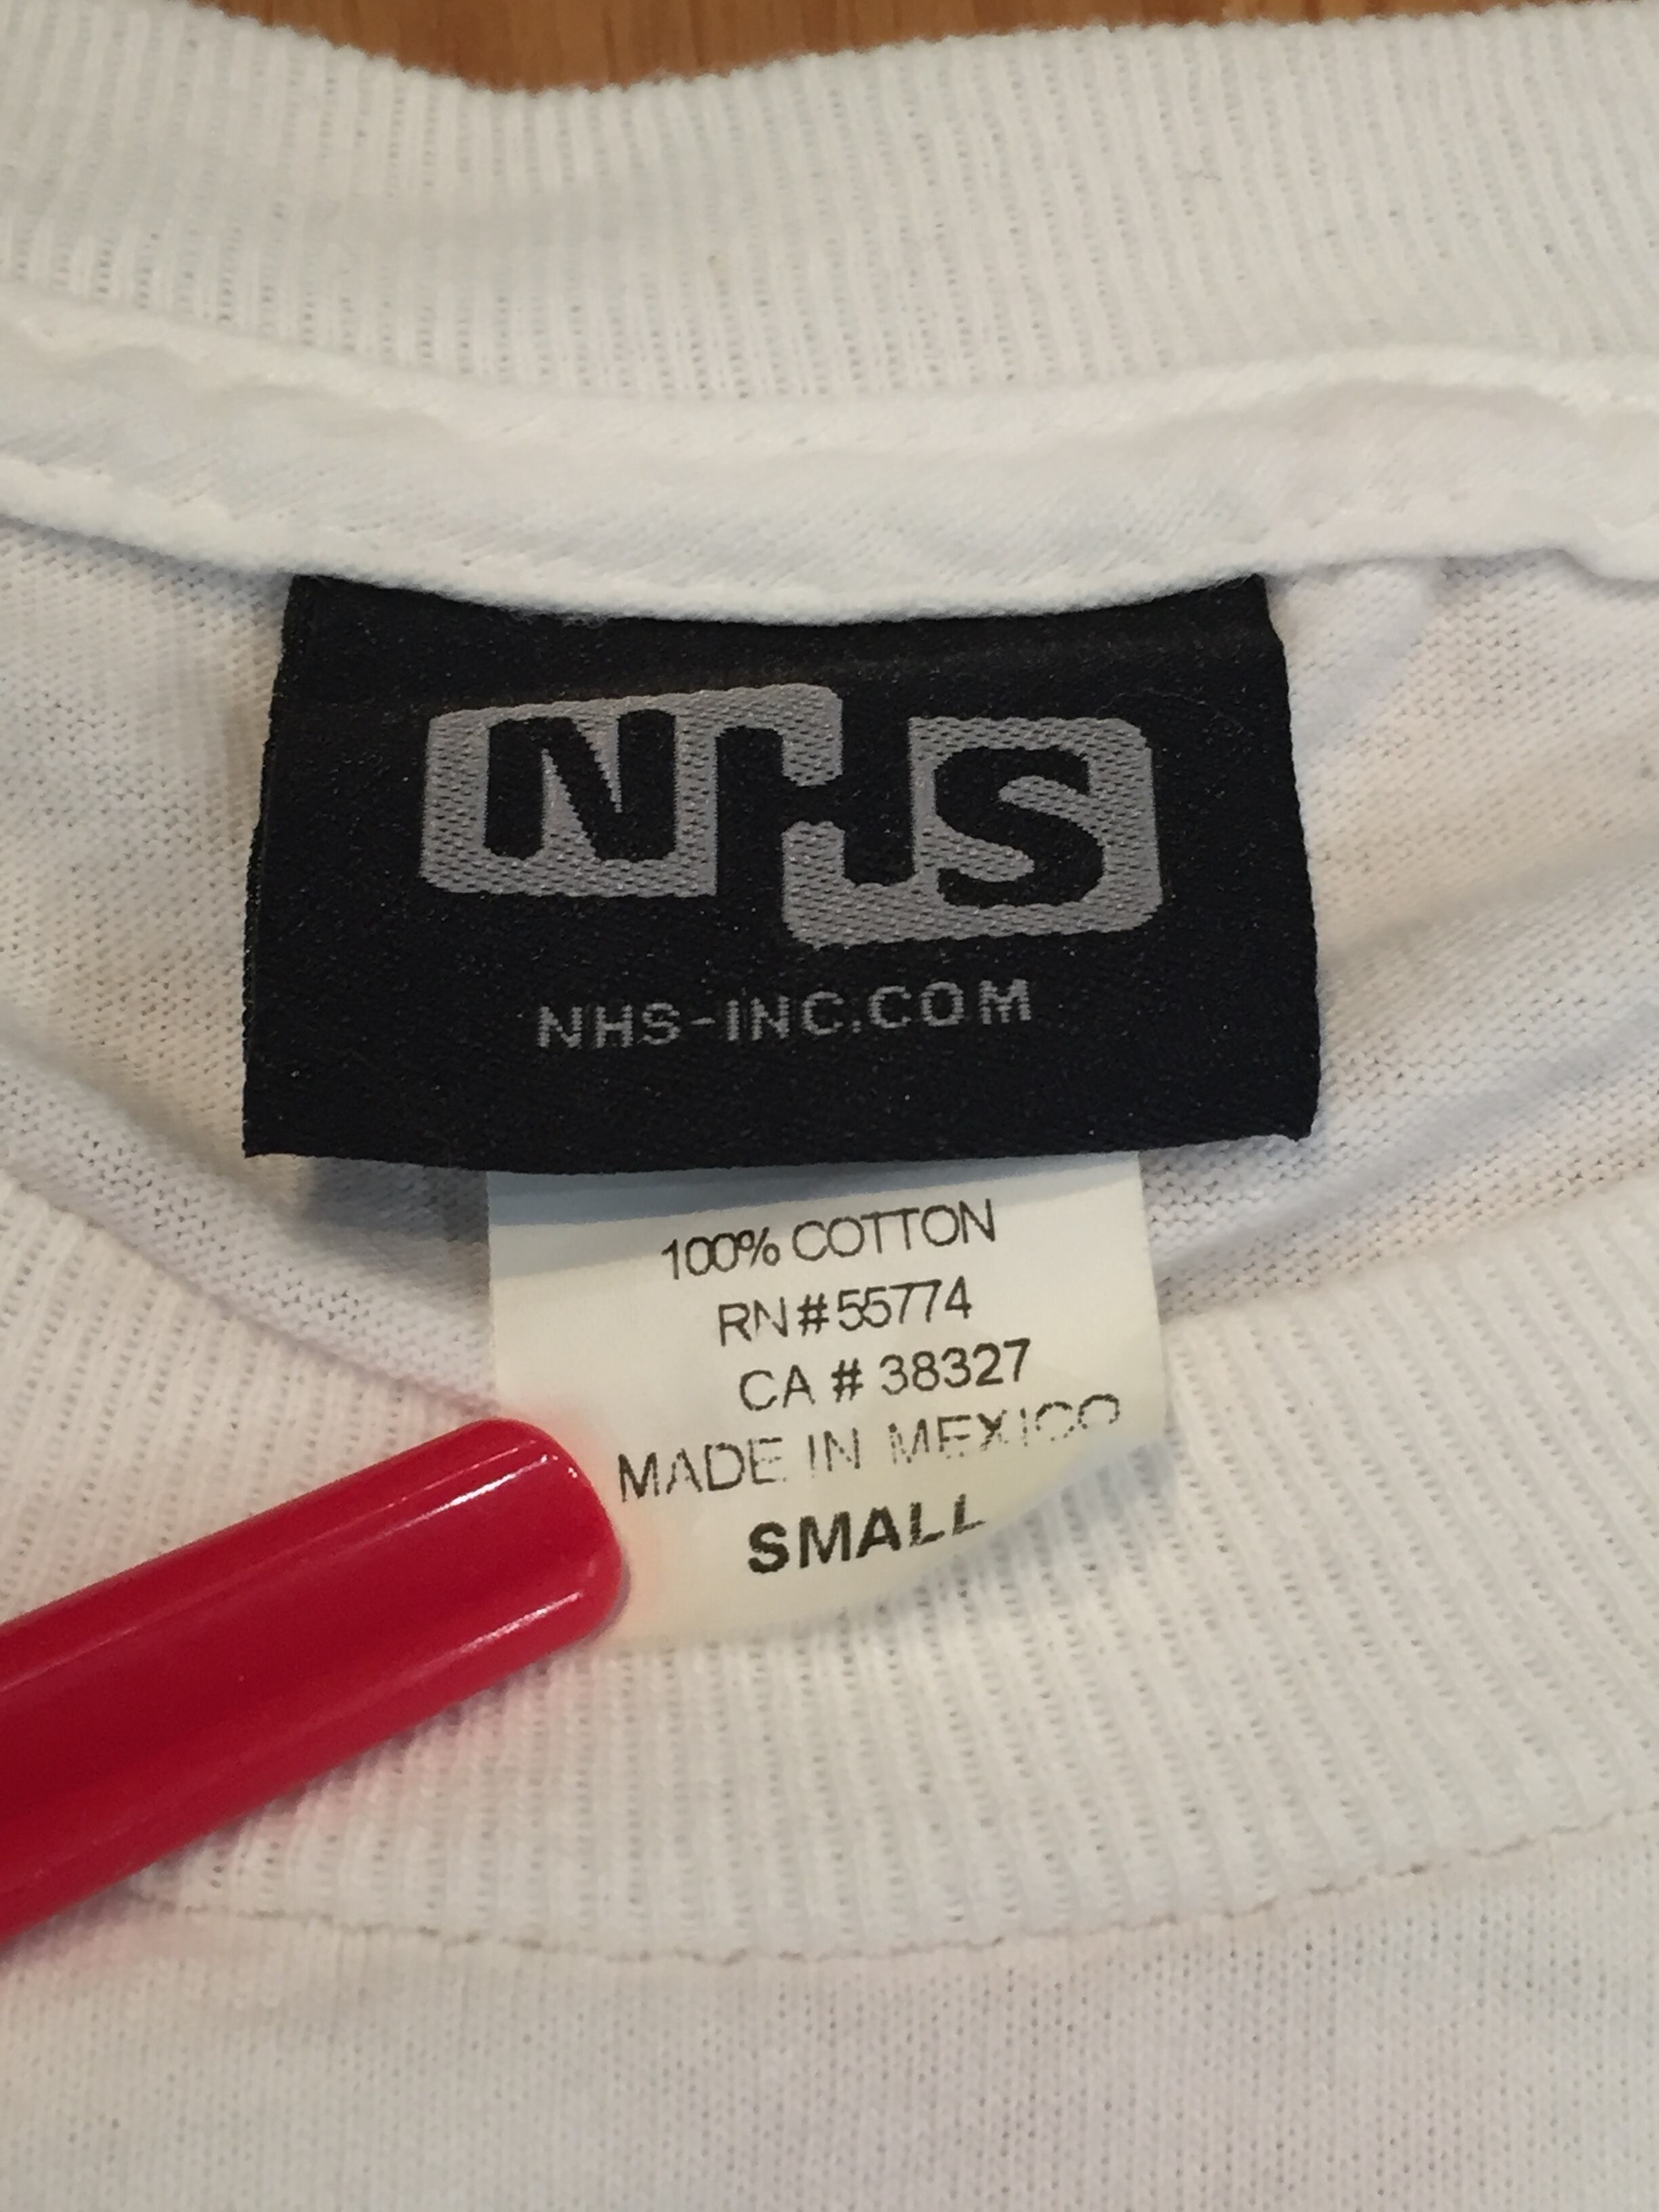 NHS
NHS-INC.COM
100% COTTON
RN#55774
CA # 38327
MADE IN MEXICO
SMALL